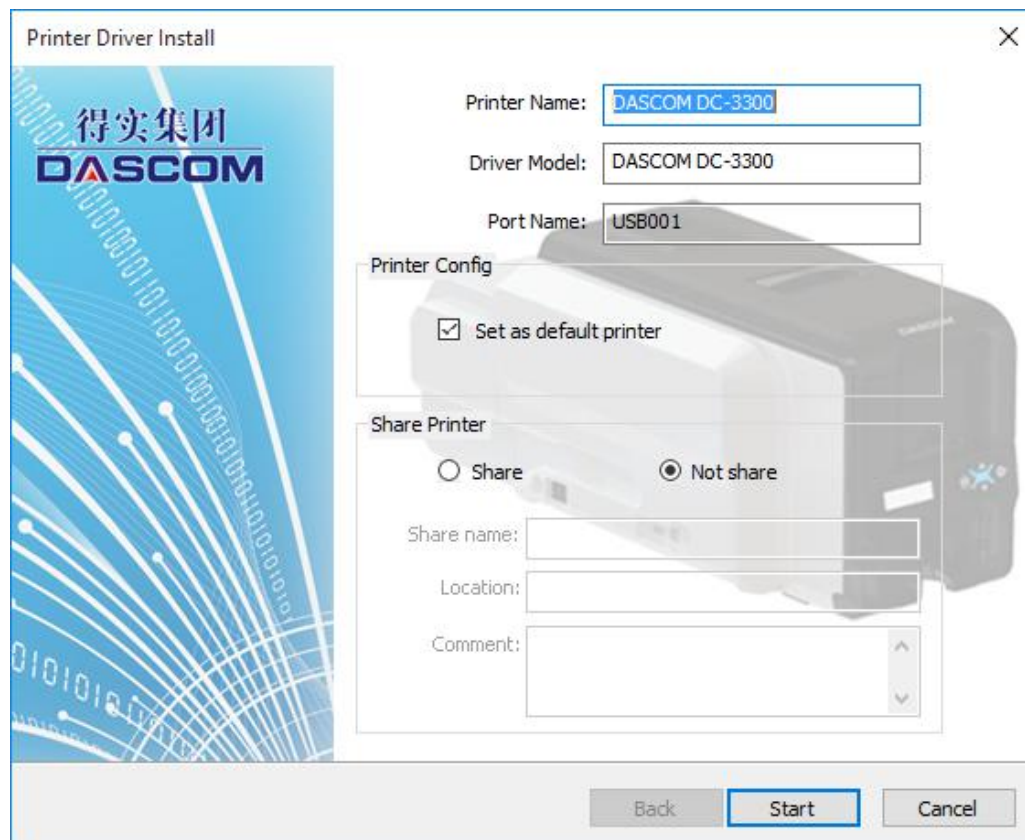 Printer Driver Install
得实集团
DASCOM
Printer Name: DASCOM DC-3300
Driver Model: DASCOM DC-3300
Port Name: USB001
Printer Config
Set as default printer
Share Printer
Share
Not share
Share name:
Location:
Comment:
Back
Start
Cancel